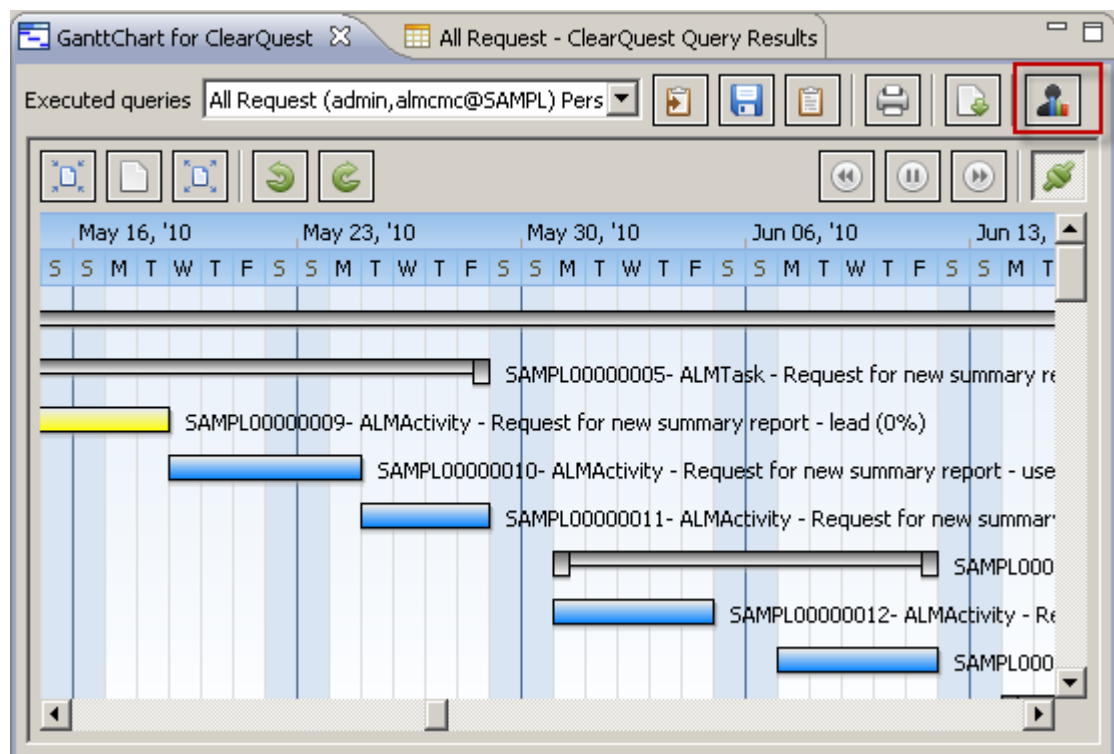 GanttChart for ClearQuest All Request - ClearQuest Query Results
Executed queries All Request (admin,almcmc@SAMPL) Pers
May 16, '10 May 23, '10 May 30, '10 Jun 06, '10 Jun 13,
S S M T W T F S S M T W T F S S M T W T F S S M T W T F S S M T
SAMPL00000005- ALMTask - Request for new summary re
SAMPL00000009- ALMActivity - Request for new summary report - lead (0%)
SAMPL00000010- ALMActivity - Request for new summary report - use
SAMPL00000011- ALMActivity - Request for new summar
SAMPL000
SAMPL00000012- ALMActivity - Re
SAMPL000